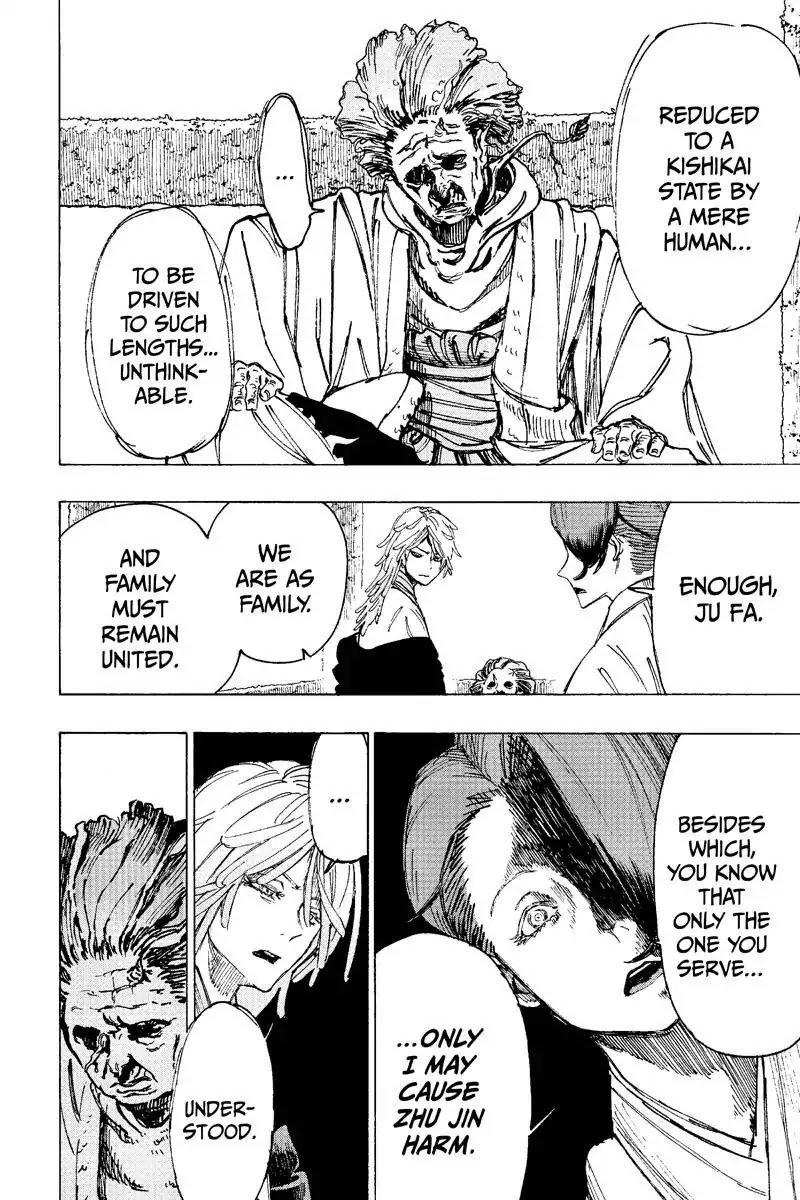 REDUCED
TO A
KISHIKAI
STATE BY
A MERE
HUMAN...
...
TO BE
DRIVEN
TO SUCH
LENGTHS...
UNTHINK-
ABLE.
ENOUGH,
JU FA.
WE
ARE AS
FAMILY.
AND
FAMILY
MUST
REMAIN
UNITED.
BESIDES
WHICH,
YOU KNOW
THAT
ONLY THE
ONE YOU
SERVE...
...ONLY
I MAY
CAUSE
ZHU JIN
HARM.
...
UNDER-
STOOD.